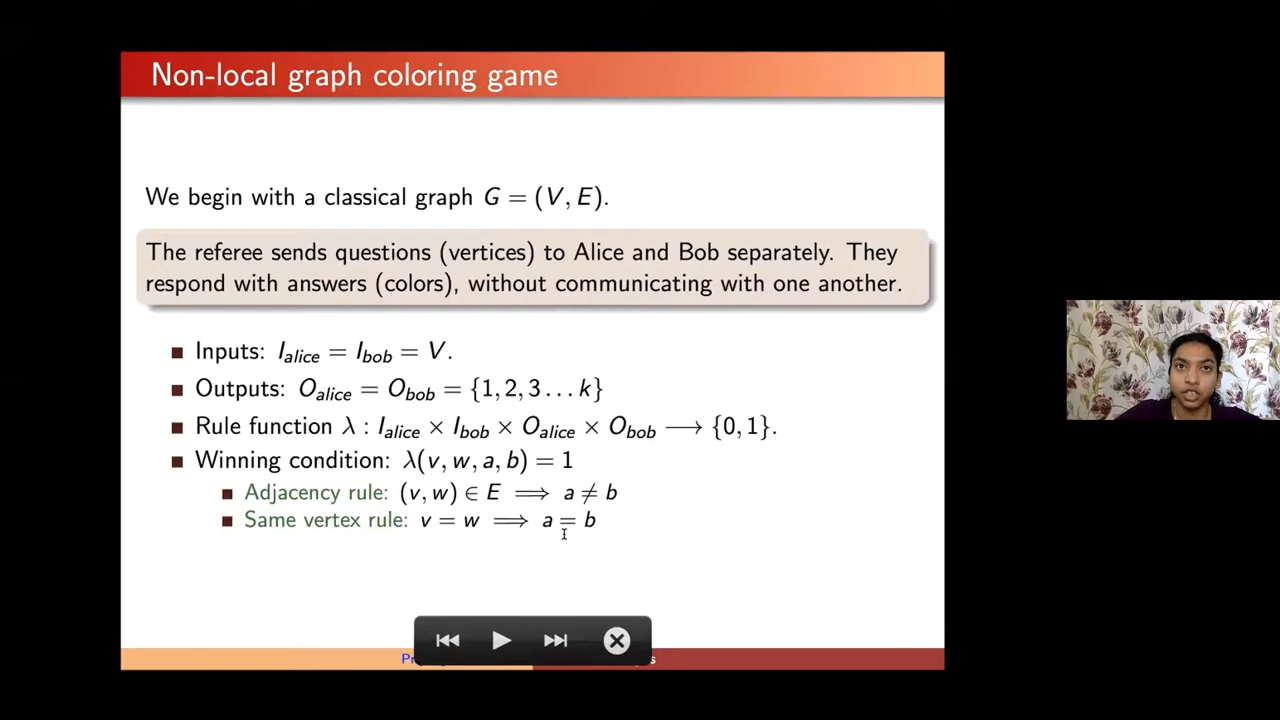 Non-local graph coloring game
We begin with a classical graph G = (V, E).
The referee sends questions (vertices) to Alice and Bob separately. They
respond with answers (colors), without communicating with one another.
■ Inputs: I_alice = I_bob = V.
■ Outputs: O_alice = O_bob = {1, 2, 3 . . . k}
■ Rule function λ : I_alice × I_bob × O_alice × O_bob ⟶ {0, 1}.
■ Winning condition: λ(v, w, a, b) = 1
■ Adjacency rule: (v, w) ∈ E ⟹ a ≠ b
■ Same vertex rule: v = w ⟹ a = b